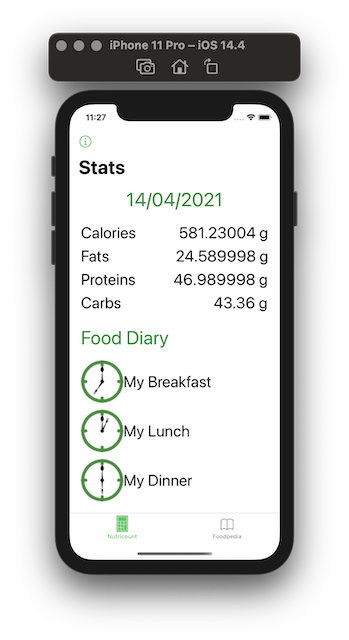 iPhone 11 Pro – iOS 14.4
11:27
Stats
14/04/2021
Calories 581.23004 g
Fats 24.589998 g
Proteins 46.989998 g
Carbs 43.36 g
Food Diary
My Breakfast
My Lunch
My Dinner
Nutricount Foodpedia